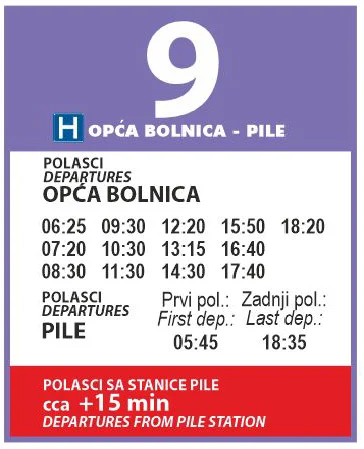 9
H OPĆA BOLNICA - PILE
POLASCI
DEPARTURES
OPĆA BOLNICA
06:25 09:30 12:20 15:50 18:20
07:20 10:30 13:15 16:40
08:30 11:30 14:30 17:40
POLASCI
DEPARTURES
PILE
Prvi pol.: Zadnji pol.:
First dep.: Last dep.:
05:45 18:35
POLASCI SA STANICE PILE
cca +15 min
DEPARTURES FROM PILE STATION